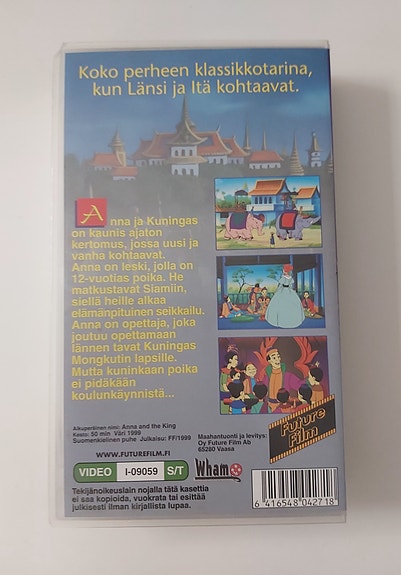 Koko perheen klassikkotarina,
kun Länsi ja Itä kohtaavat.
Anna ja Kuningas
on kaunis ajaton
kertomus, jossa uusi ja
vanha kohtaavat.
Anna on leski, jolla on
12-vuotias poika. He
matkustavat Siamiin,
siellä heille alkaa
elämänpituinen seikkailu.
Anna on opettaja, joka
joutuu opettamaan
lännen tavat Kuningas
Mongkutin lapsille.
Mutta kuninkaan poika
ei pidäkään
koulunkäynnistä...
Future
Film
Alkuperäinen nimi: Anna and the King
Kesto: 50 min Väri 1999
Suomenkielinen puhe Julkaisu: FF/1999
Maahantuonti ja levitys:
Oy Future Film Ab
65280 Vaasa
WWW.FUTUREFILM.FI
VIDEO I-09059 S/T
Wham
Tekijänoikeuslain nojalla tätä kasettia
ei saa kopioida, vuokrata tai esittää
julkisesti ilman kirjallista lupaa.
6 416548 042718